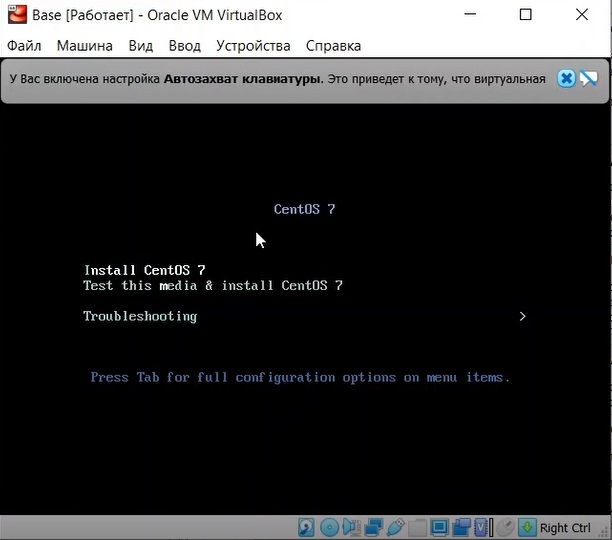 Base [Работает] - Oracle VM VirtualBox
Файл Машина Вид Ввод Устройства Справка
У Вас включена настройка Автозахват клавиатуры. Это приведет к тому, что виртуальная
CentOS 7
Install CentOS 7
Test this media & install CentOS 7
Troubleshooting >
Press Tab for full configuration options on menu items.
Right Ctrl